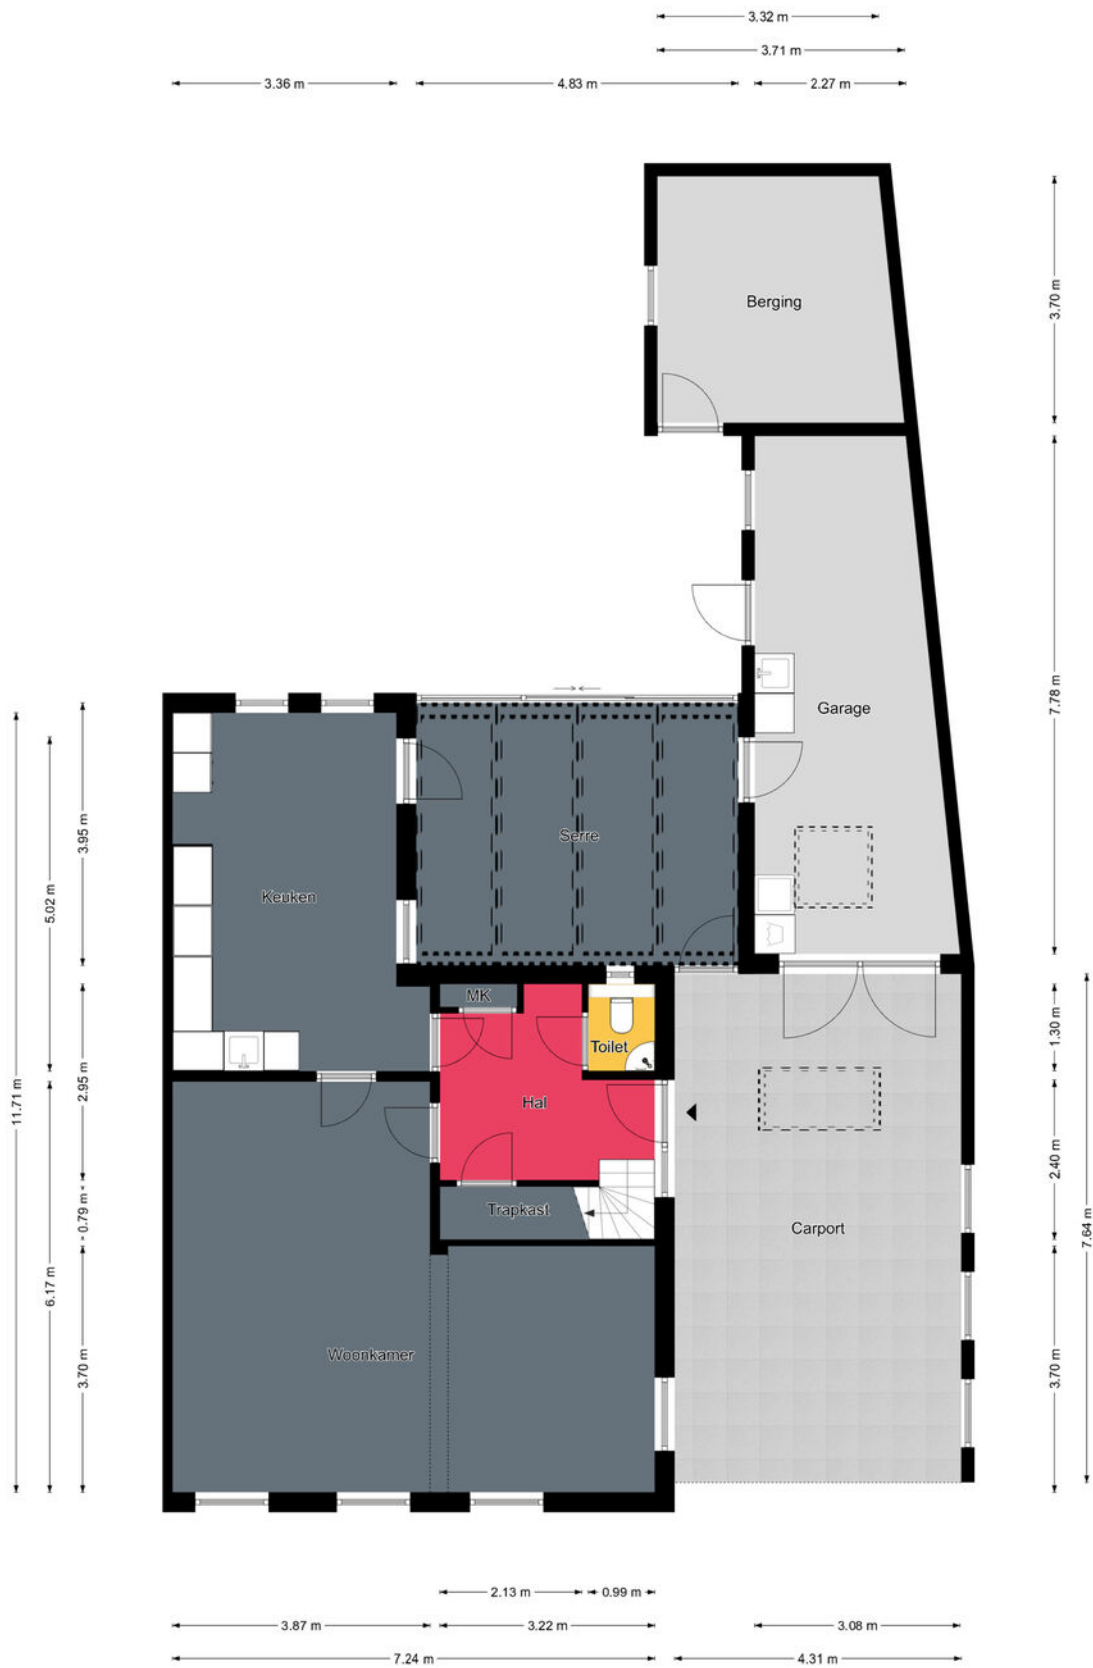 3.32 m
3.71 m
3.36 m
4.83 m
2.27 m
Berging
3.70 m
Garage
7.78 m
3.95 m
Serre
Keuken
5.02 m
MK
Toilet
1.30 m
2.95 m
11.71 m
Hal
2.40 m
0.79 m
Trapkast
Carport
7.64 m
6.17 m
Woonkamer
3.70 m
3.70 m
2.13 m
0.99 m
3.87 m
3.22 m
3.08 m
7.24 m
4.31 m